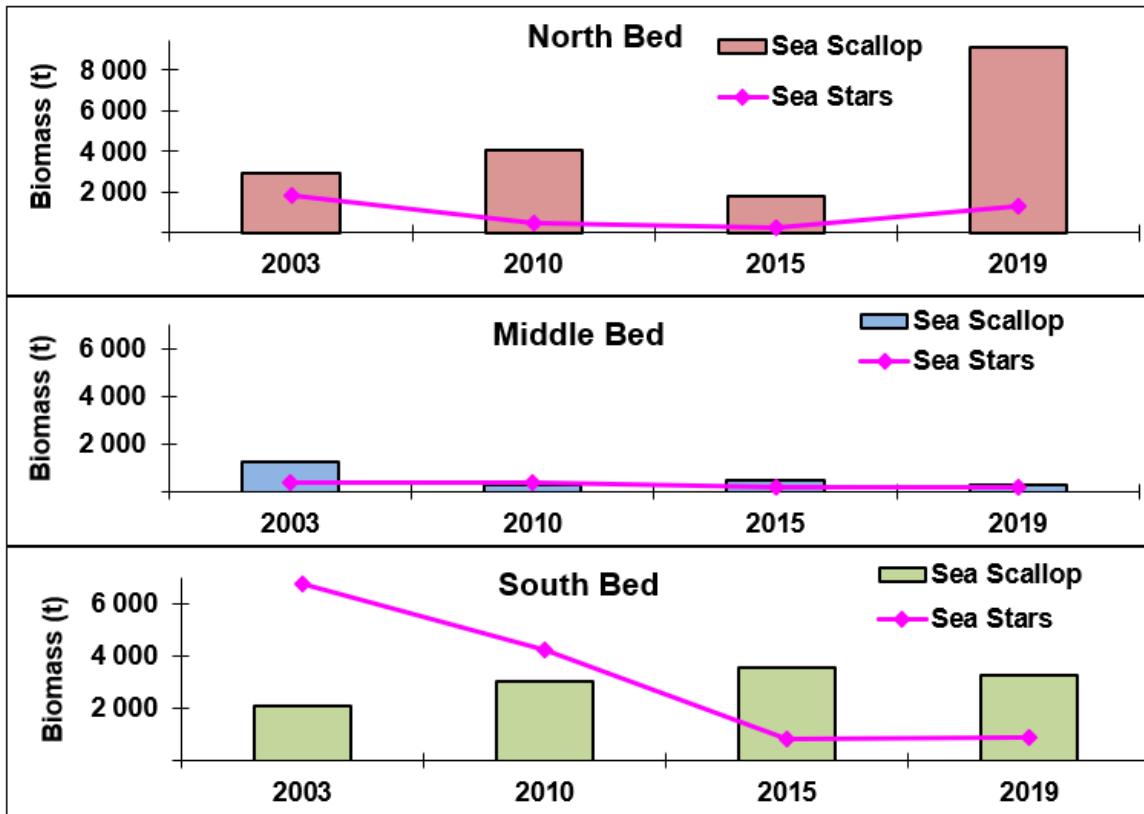 North Bed
Sea Scallop
Sea Stars
Biomass (t)
8 000
6 000
4 000
2 000
2003 2010 2015 2019
Middle Bed
Sea Scallop
Sea Stars
Biomass (t)
6 000
4 000
2 000
2003 2010 2015 2019
South Bed
Sea Scallop
Sea Stars
Biomass (t)
6 000
4 000
2 000
2003 2010 2015 2019